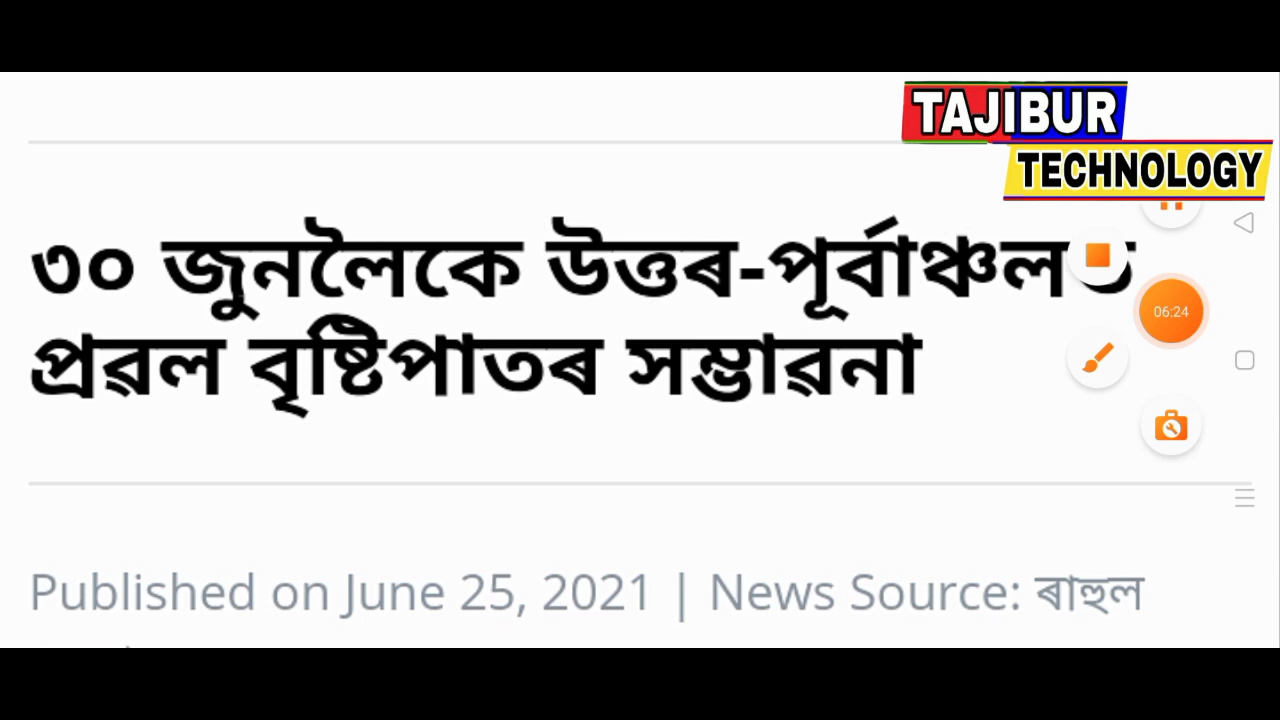 TAJIBUR
TECHNOLOGY
৩০ জুনলৈকে উত্তৰ-পূৰ্বাঞ্চলত
প্ৰৱল বৃষ্টিপাতৰ সম্ভাৱনা
06:24
Published on June 25, 2021 | News Source: ৰাহুল